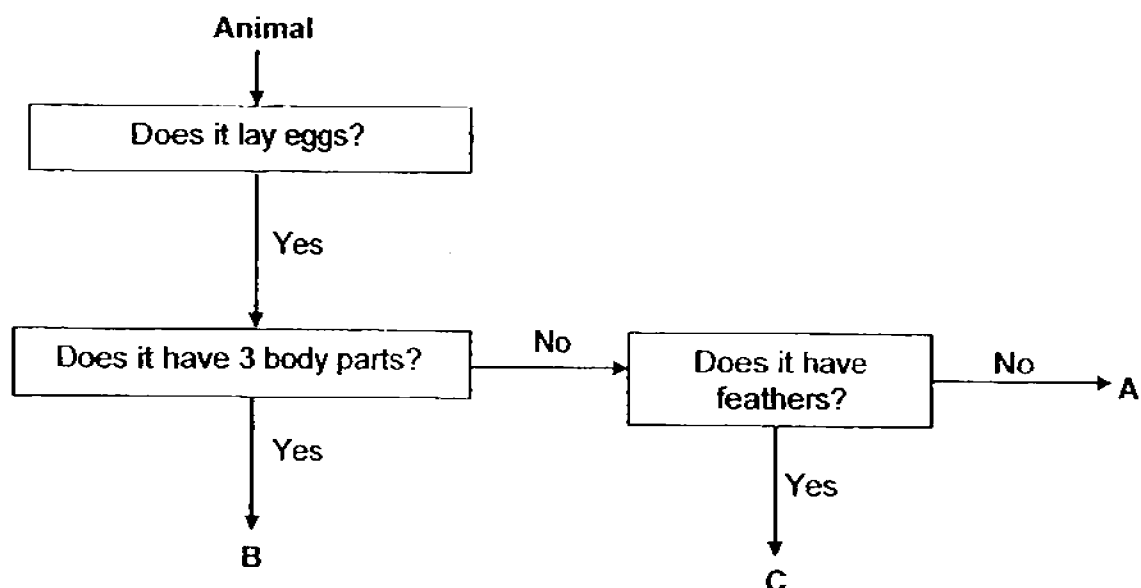 Animal
Does it lay eggs?
Yes
Does it have 3 body parts?
No
Does it have
feathers?
No
A
Yes
B
Yes
C